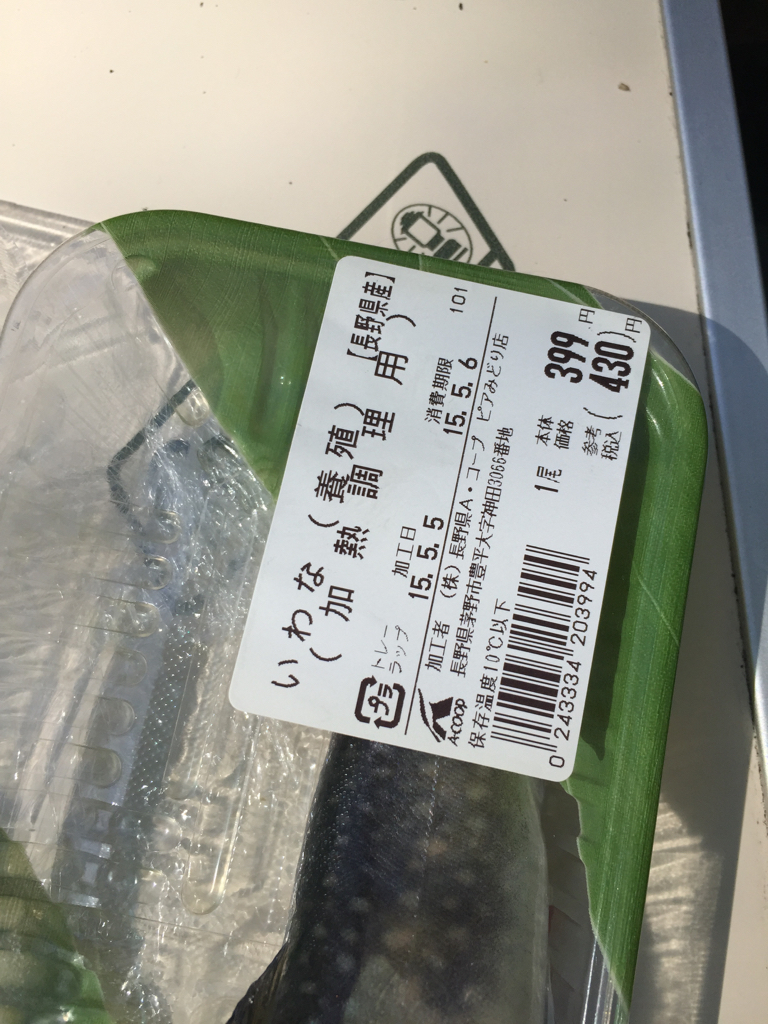 いわな(養殖) [長野県産]
(加熱調理用)
プラ
トレー
ラップ
加工日
15.5.5
消費期限
15.5.6
101
A·coop
加工者 (株)長野県A・コープ ピアみどり店
長野県茅野市豊平大字神田3066番地
保存温度10℃以下
1尾
本体
価格
399円
参考
税込
(430)円
0 243334 203994